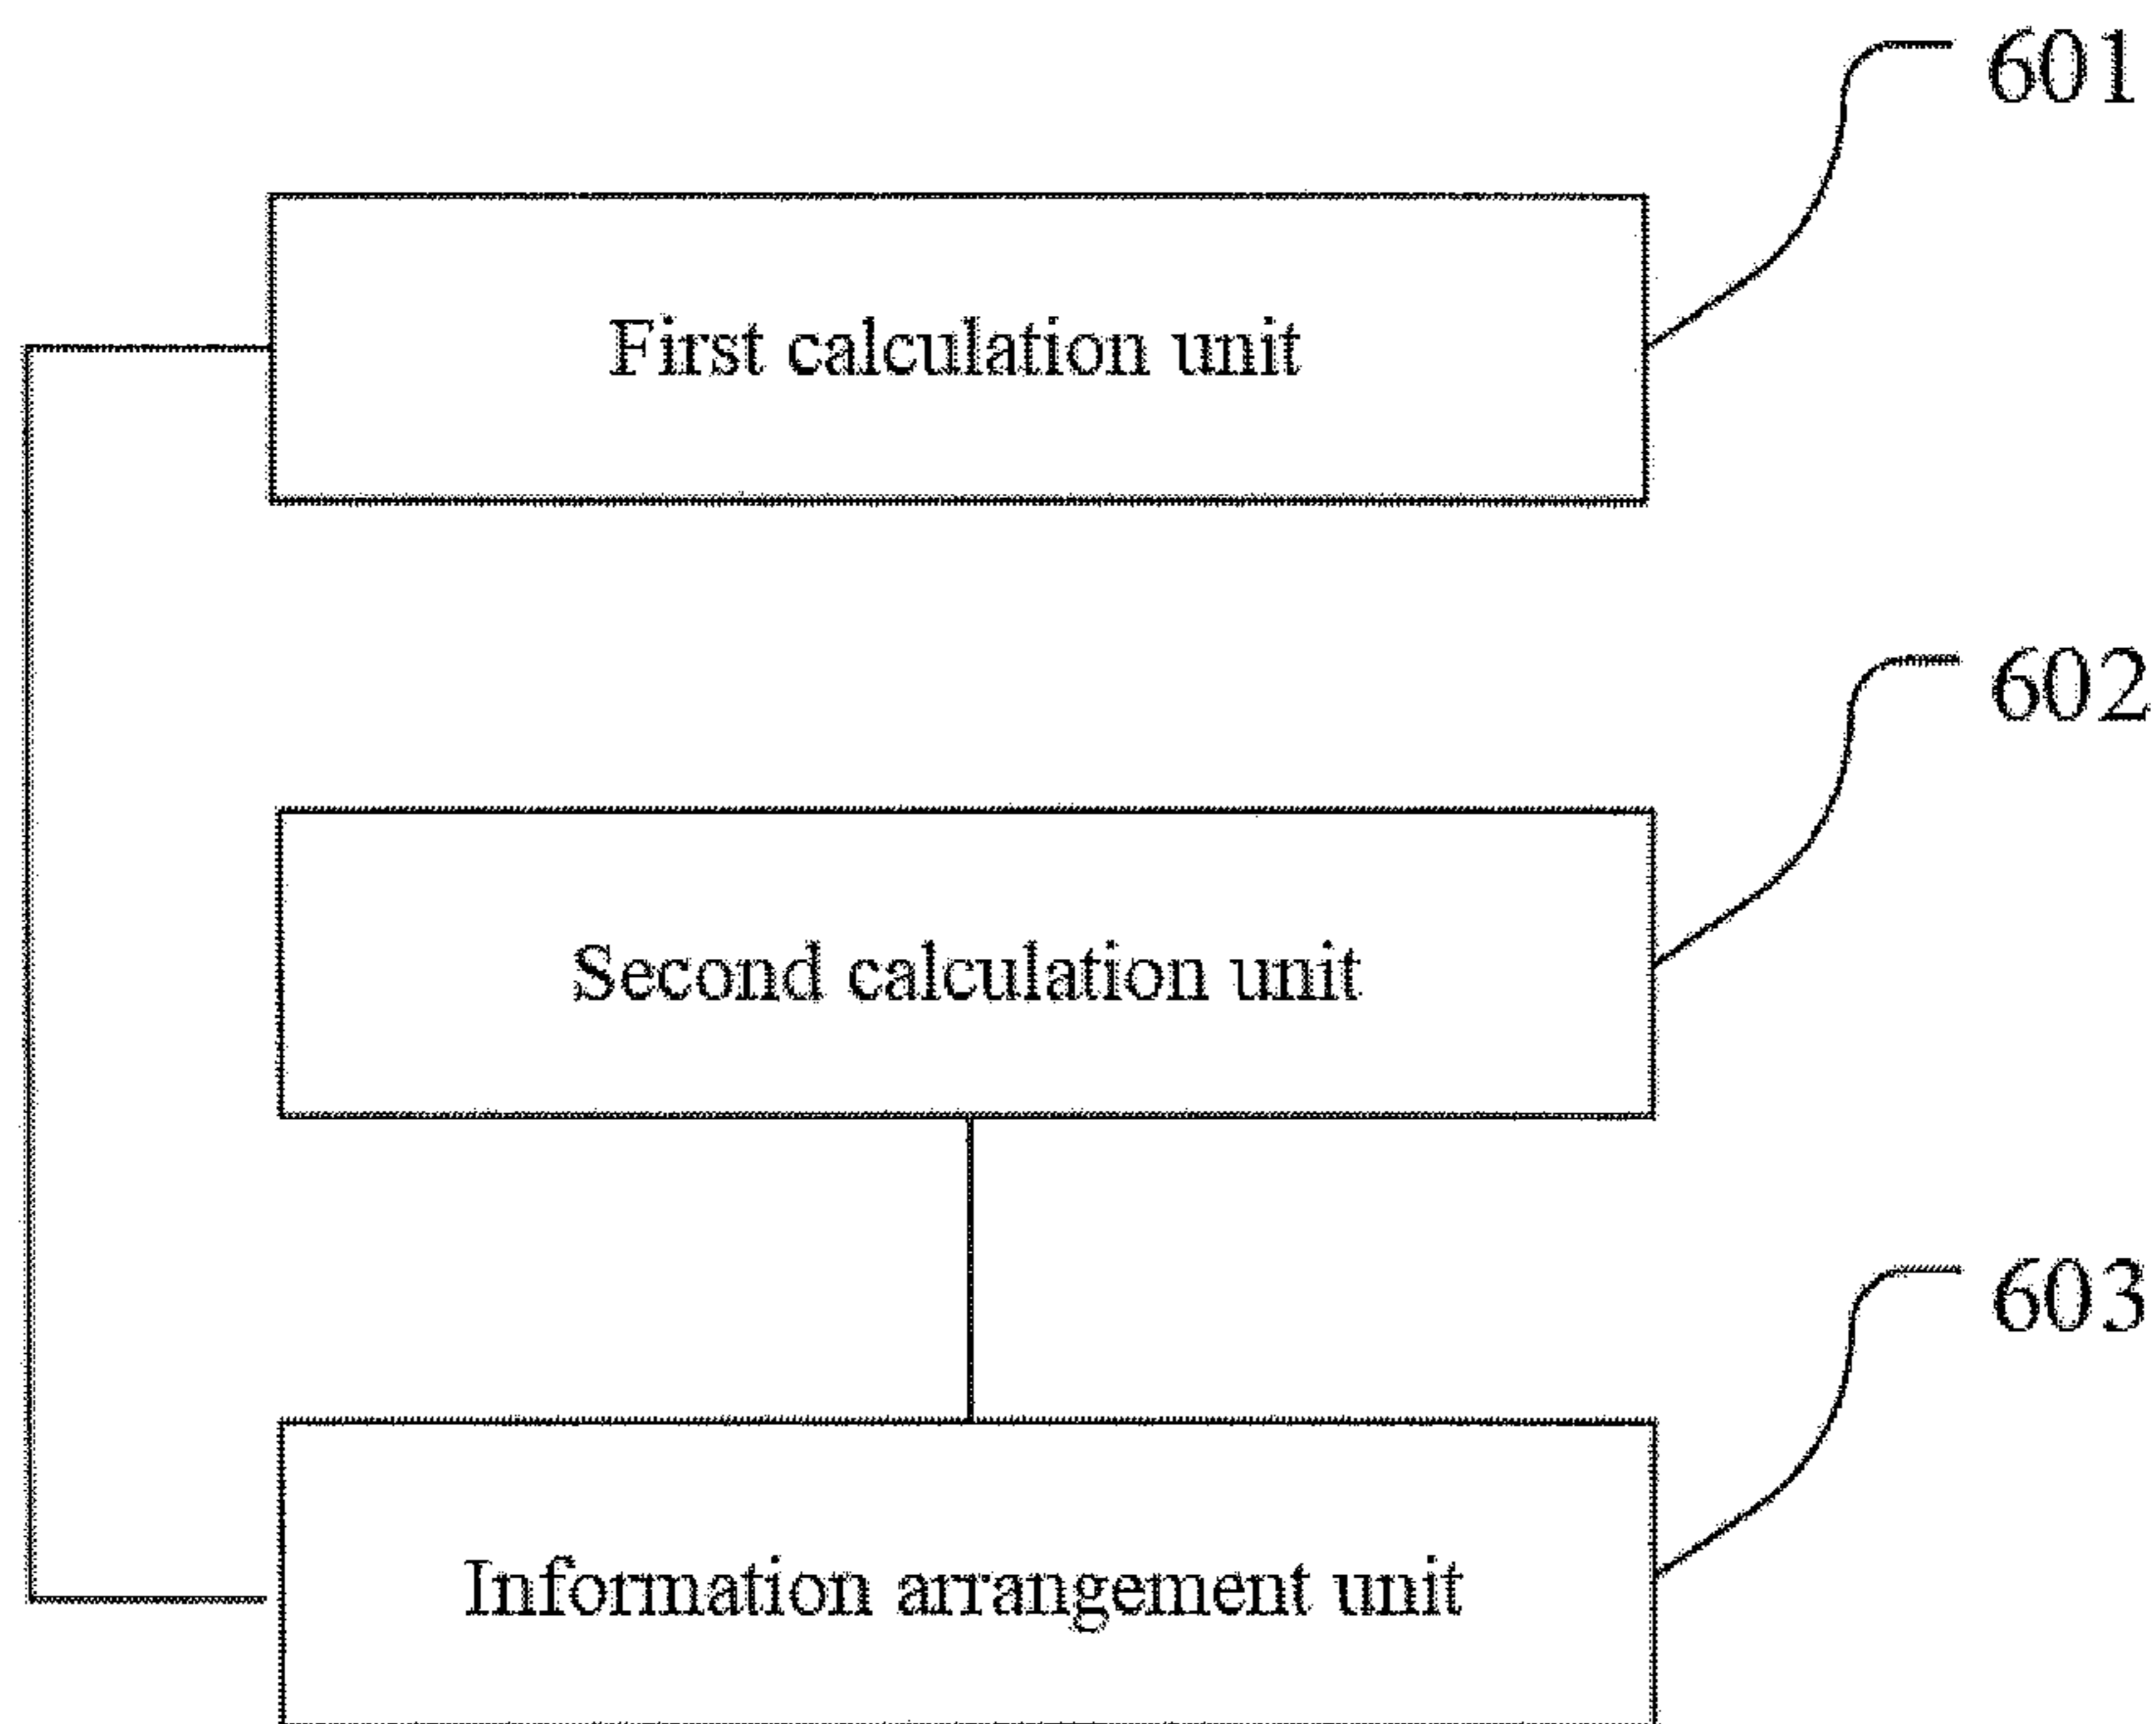 601
First calculation unit
602
Second calculation unit
603
Information arrangement unit